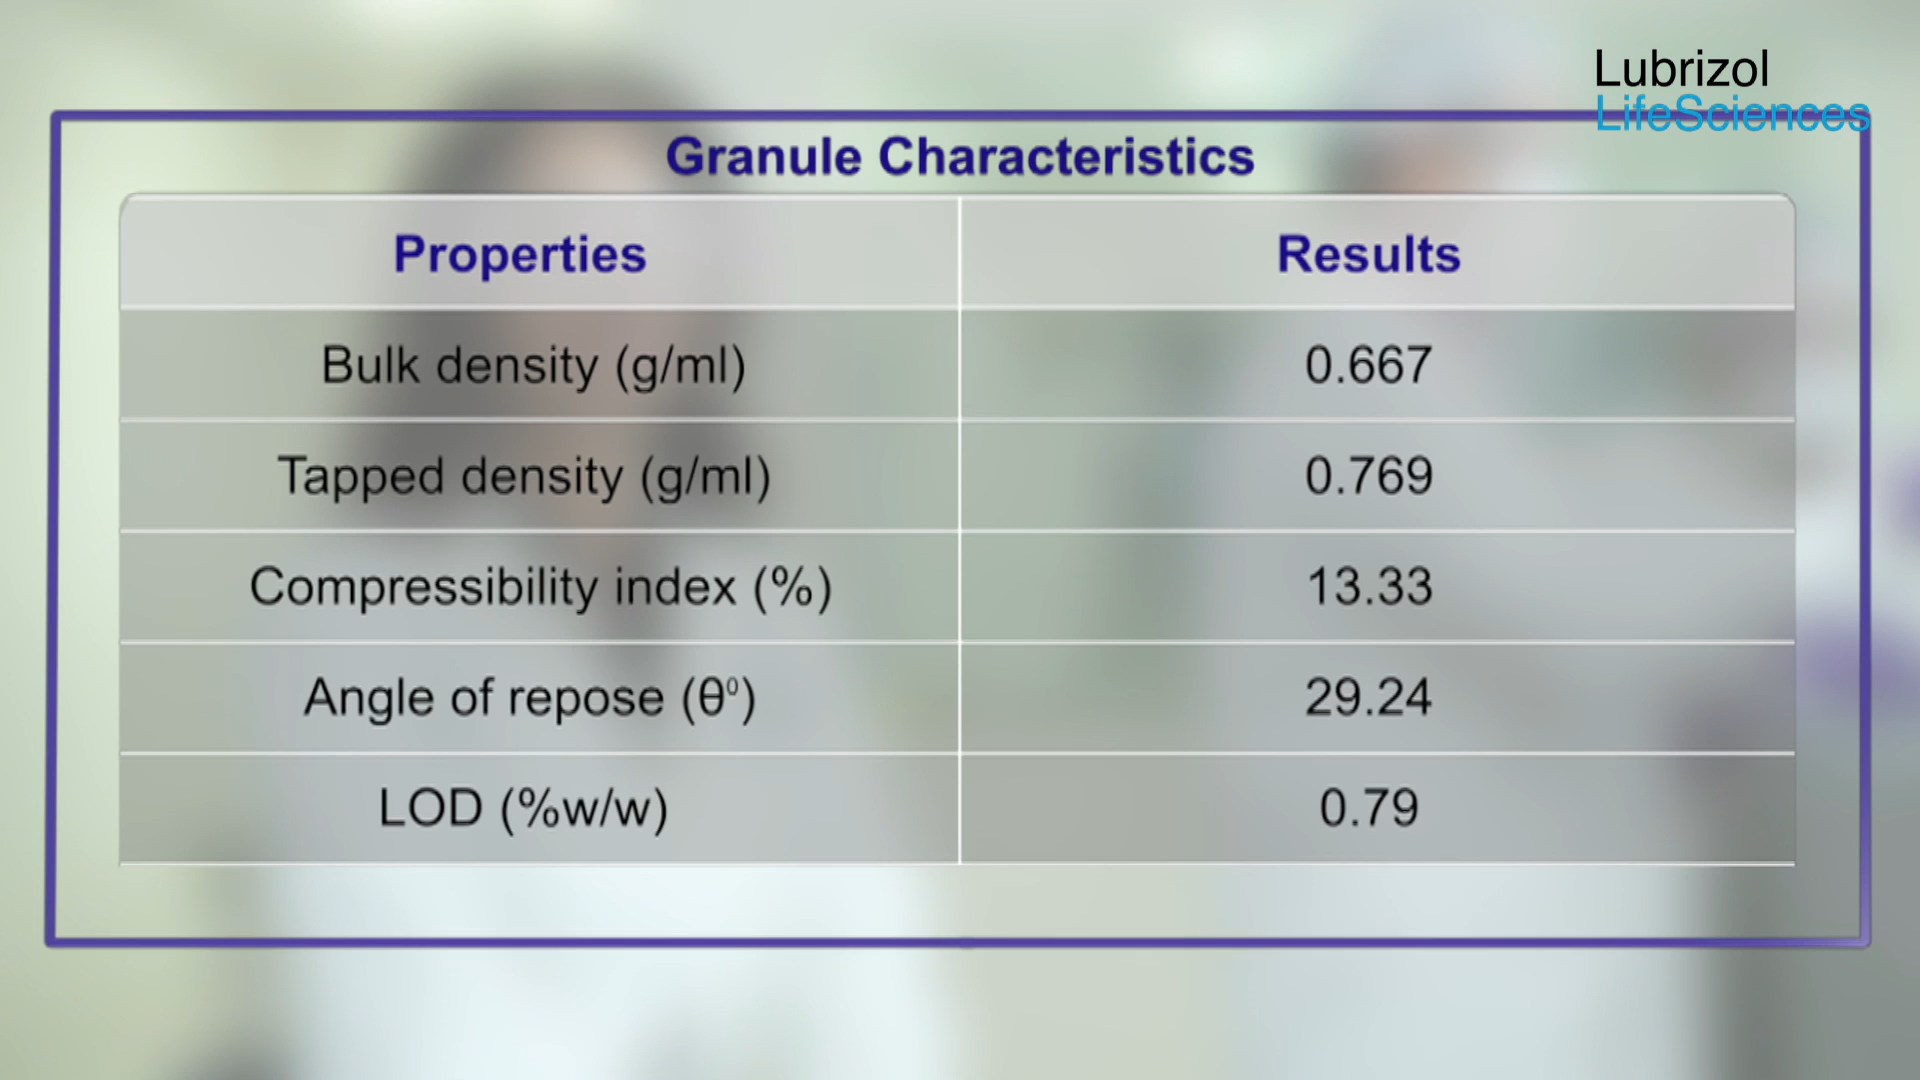 Lubrizol
LifeSciences
Granule Characteristics
Properties Results
Bulk density (g/ml) 0.667
Tapped density (g/ml) 0.769
Compressibility index (%) 13.33
Angle of repose (θ⁰) 29.24
LOD (%w/w) 0.79